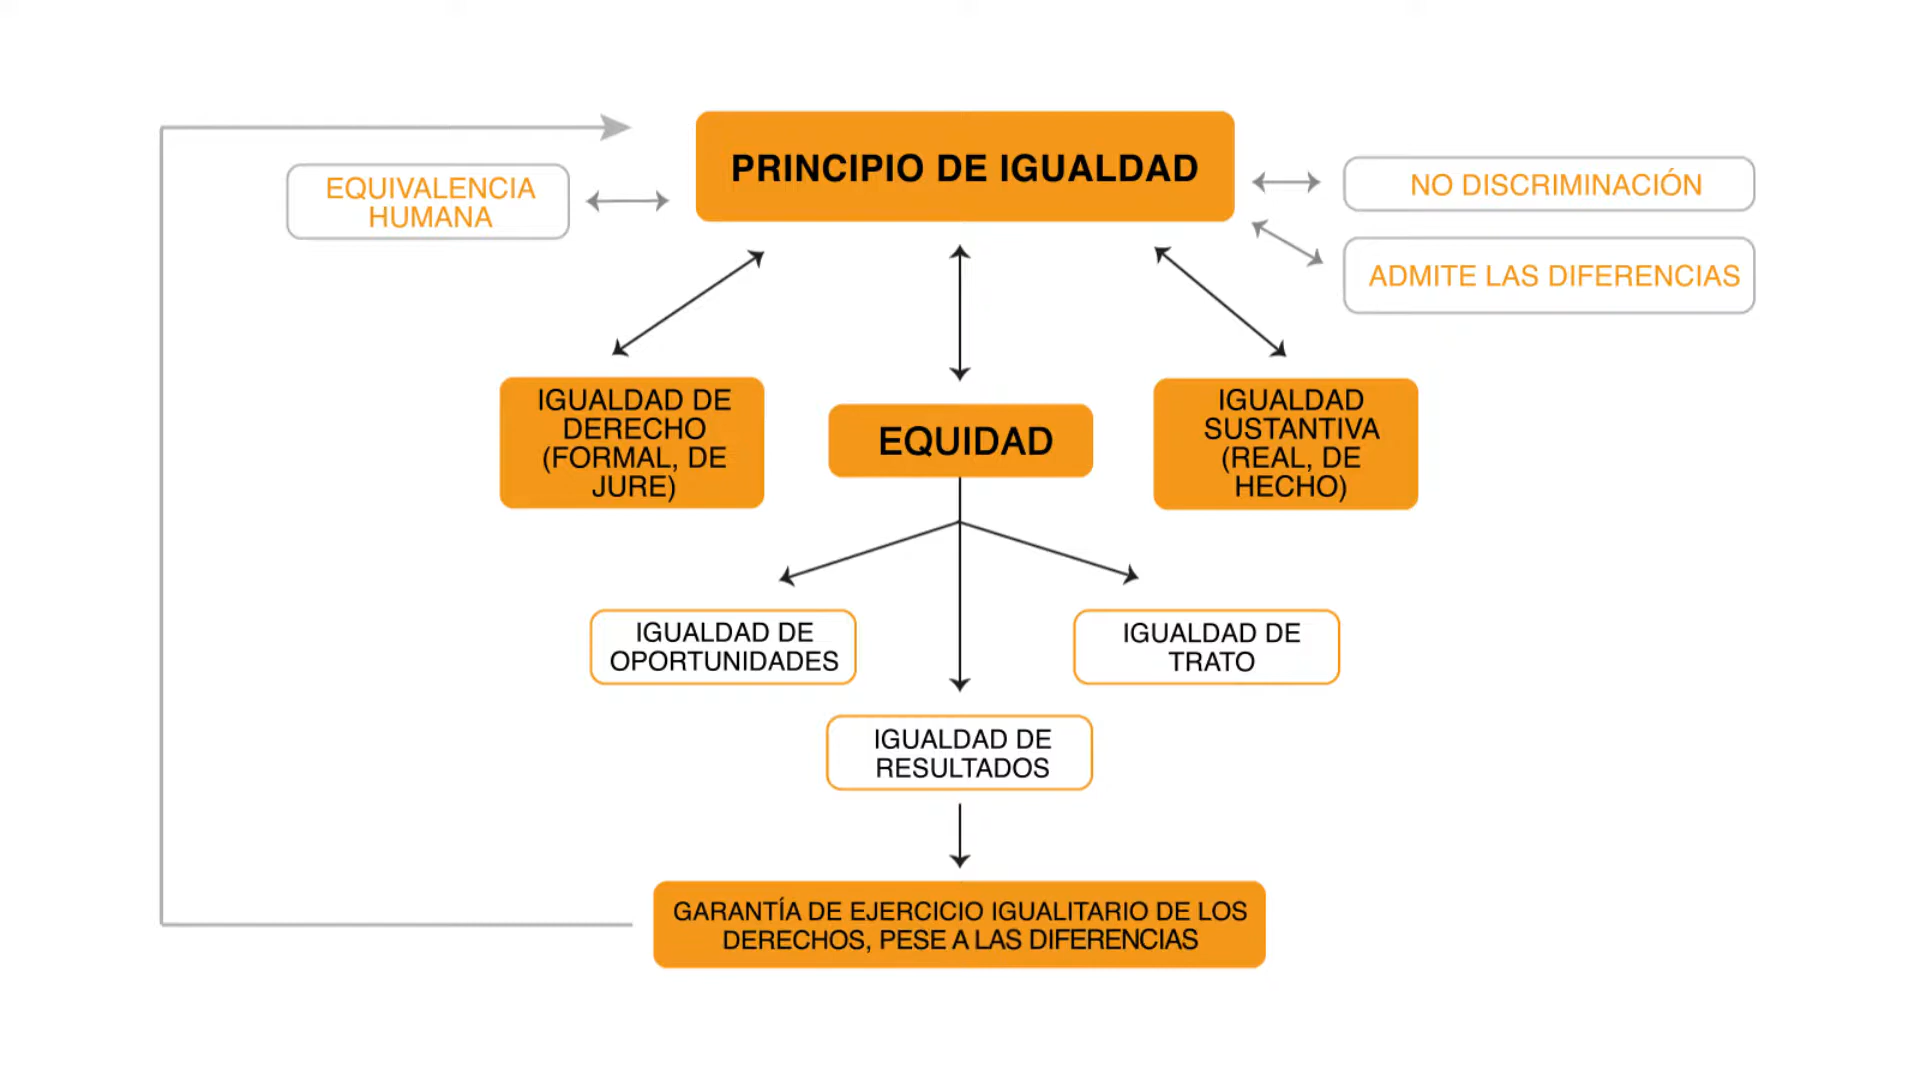 PRINCIPIO DE IGUALDAD
EQUIVALENCIA
HUMANA
NO DISCRIMINACIÓN
ADMITE LAS DIFERENCIAS
IGUALDAD DE
DERECHO
(FORMAL, DE
JURE)
EQUIDAD
IGUALDAD
SUSTANTIVA
(REAL, DE
HECHO)
IGUALDAD DE
OPORTUNIDADES
IGUALDAD DE
TRATO
IGUALDAD DE
RESULTADOS
GARANTÍA DE EJERCICIO IGUALITARIO DE LOS
DERECHOS, PESE A LAS DIFERENCIAS